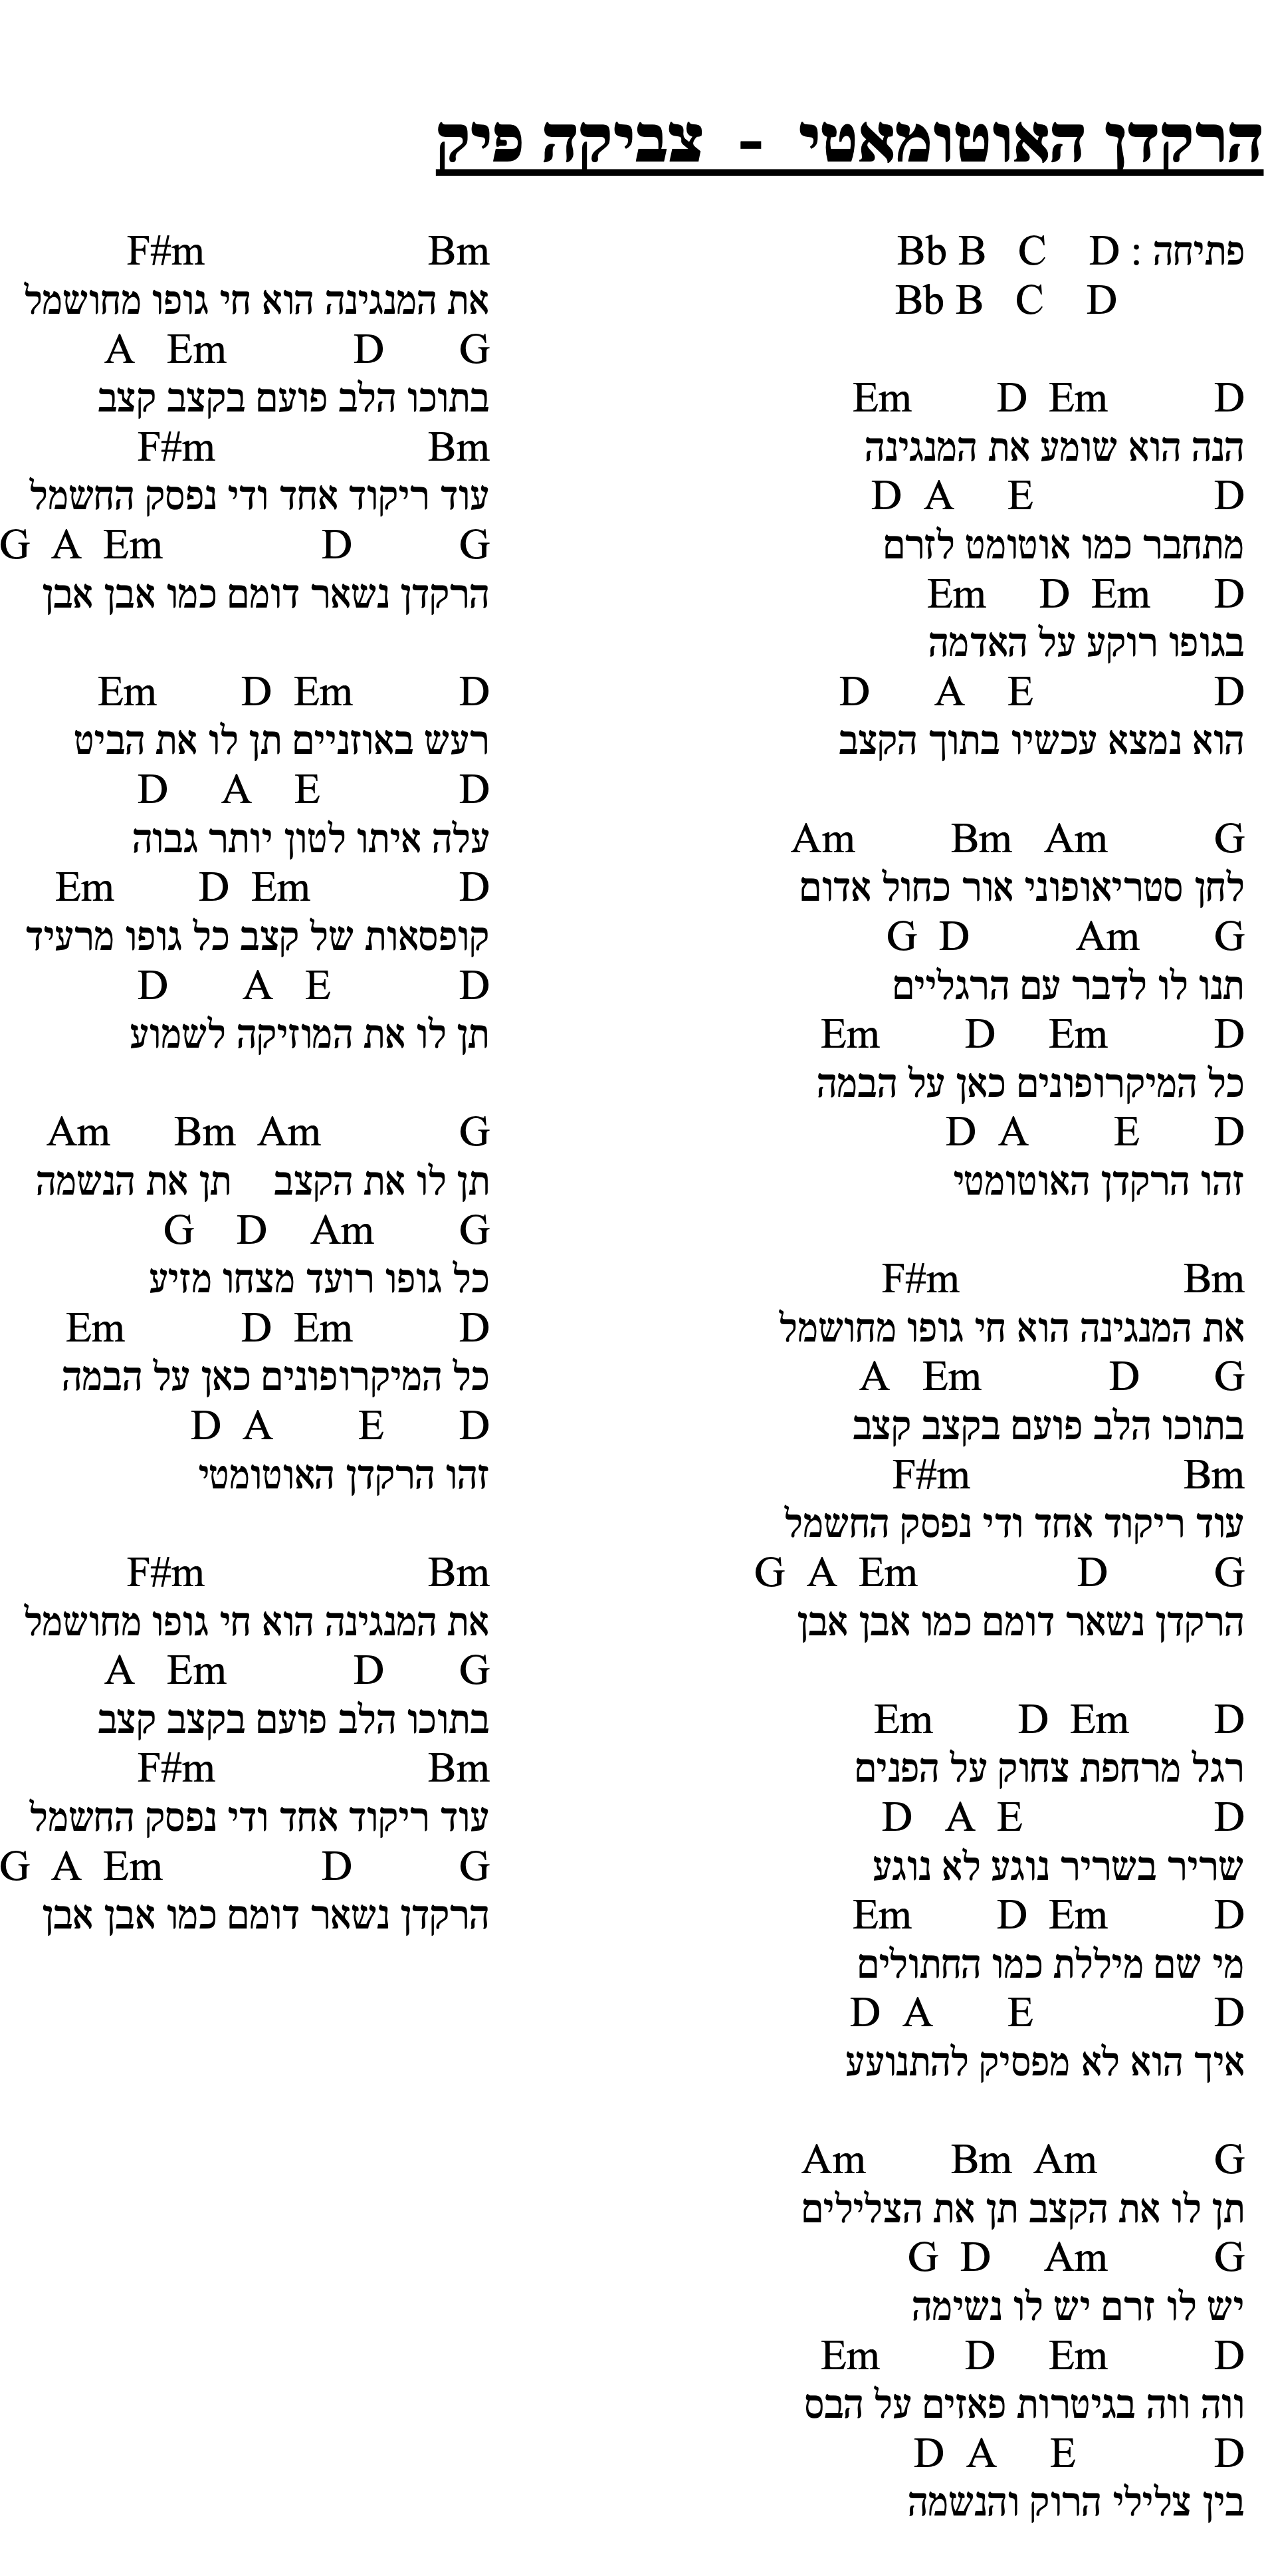 הרקדן האוטומאטי - צביקה פיק
פתיחה : Bb B C D
Bb B C D
Em D Em D
הנה הוא שומע את המנגינה
D A E D
מתחבר כמו אוטומט לזרם
Em D Em D
בגופו רוקע על האדמה
D A E D
הוא נמצא עכשיו בתוך הקצב
Am Bm Am G
לחן סטריאופוני אור כחול אדום
G D Am G
תנו לו לדבר עם הרגליים
Em D Em D
כל המיקרופונים כאן על הבמה
D A E D
זהו הרקדן האוטומטי
F#m Bm
את המנגינה הוא חי גופו מחושמל
A Em D G
בתוכו הלב פועם בקצב קצב
F#m Bm
עוד ריקוד אחד ודי נפסק החשמל
G A Em D G
הרקדן נשאר דומם כמו אבן אבן
Em D Em D
רגל מרחפת צחוק על הפנים
D A E D
שריר בשריר נוגע לא נוגע
Em D Em D
מי שם מיללת כמו החתולים
D A E D
איך הוא לא מפסיק להתנועע
Am Bm Am G
תן לו את הקצב תן את הצלילים
G D Am G
יש לו זרם יש לו נשימה
Em D Em D
ווה ווה בגיטרות פאזים על הבס
D A E D
בין צלילי הרוק והנשמה
F#m Bm
את המנגינה הוא חי גופו מחושמל
A Em D G
בתוכו הלב פועם בקצב קצב
F#m Bm
עוד ריקוד אחד ודי נפסק החשמל
G A Em D G
הרקדן נשאר דומם כמו אבן אבן
Em D Em D
רעש באוזניים תן לו את הביט
D A E D
עלה איתו לטון יותר גבוה
Em D Em D
קופסאות של קצב כל גופו מרעיד
D A E D
תן לו את המוזיקה לשמוע
Am Bm Am G
תן לו את הקצב תן את הנשמה
G D Am G
כל גופו רועד מצחו מזיע
Em D Em D
כל המיקרופונים כאן על הבמה
D A E D
זהו הרקדן האוטומטי
F#m Bm
את המנגינה הוא חי גופו מחושמל
A Em D G
בתוכו הלב פועם בקצב קצב
F#m Bm
עוד ריקוד אחד ודי נפסק החשמל
G A Em D G
הרקדן נשאר דומם כמו אבן אבן